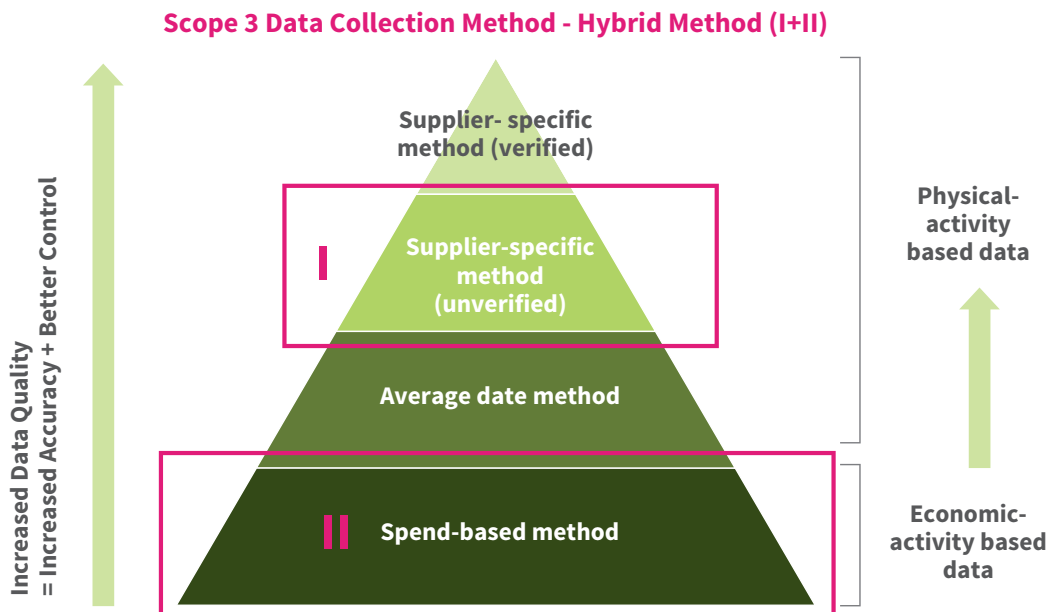 Scope 3 Data Collection Method - Hybrid Method (I+II)
Supplier- specific
method (verified)
I
Supplier-specific
method
(unverified)
Average date method
II
Spend-based method
Physical-
activity
based data
Economic-
activity based
data
Increased Data Quality
= Increased Accuracy + Better Control